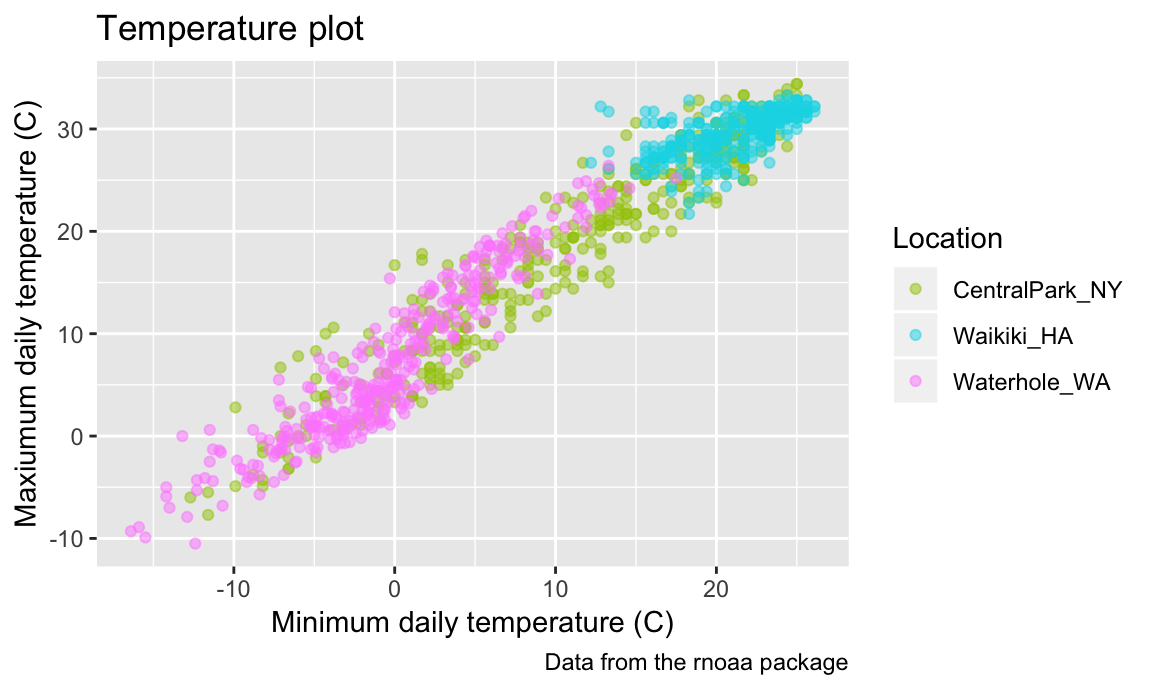 Temperature plot
Maxiumum daily temperature (C)
30
20
10
0
-10
-10 0 10 20
Minimum daily temperature (C)
Data from the rnoaa package
Location
CentralPark_NY
Waikiki_HA
Waterhole_WA